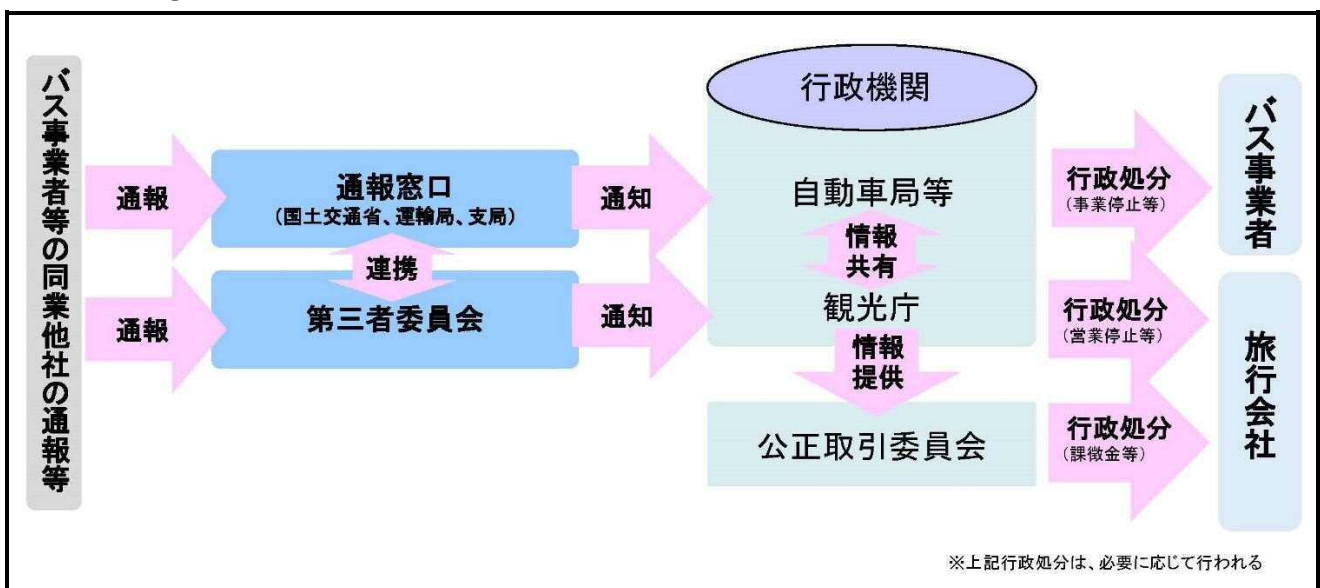 バス事業者等の同業他社の通報等
通報
通報窓口
(国土交通省、運輸局、支局)
通知
連携
通報
第三者委員会
通知
行政機関
自動車局等
情報
共有
観光庁
情報
提供
公正取引委員会
行政処分
(事業停止等)
行政処分
(営業停止等)
行政処分
(課徴金等)
バス事業者
旅行会社
※上記行政処分は、必要に応じて行われる